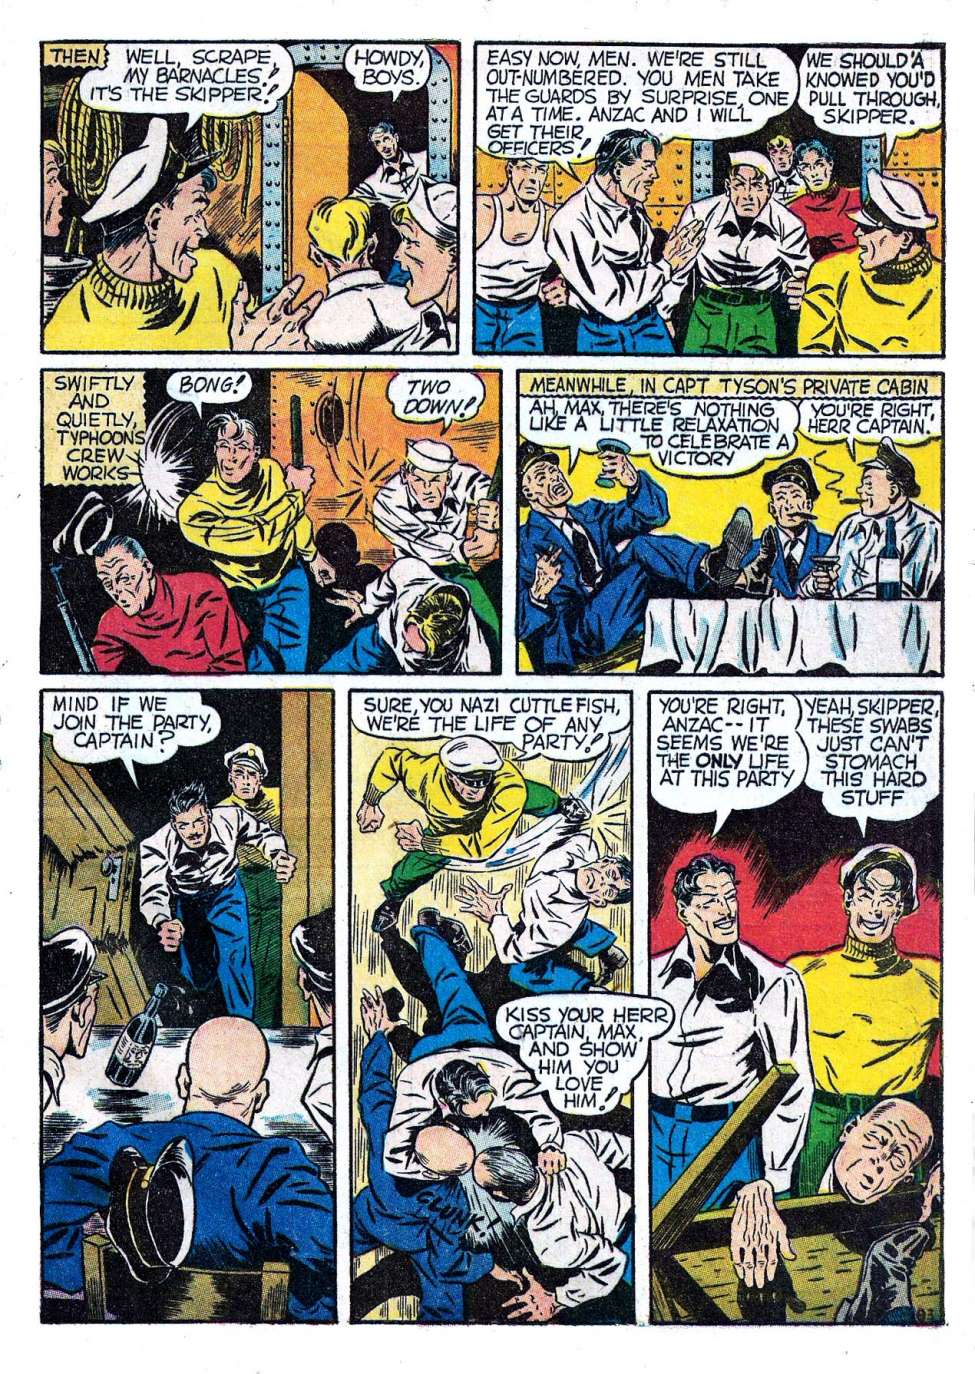 THEN
WELL, SCRAPE,
MY BARNACLES!
IT'S THE SKIPPER!
HOWDY,
BOYS.
EASY NOW, MEN. WE'RE STILL
OUT-NUMBERED. YOU MEN TAKE
THE GUARDS BY SURPRISE, ONE
AT A TIME. ANZAC AND I WILL
GET THEIR
OFFICERS!
WE SHOULD'A
KNOWED YOU'D
PULL THROUGH,
SKIPPER.
SWIFTLY
AND
QUIETLY,
TYPHOON'S
CREW
WORKS--
BONG!
TWO
DOWN!
MEANWHILE, IN CAPT TYSON'S PRIVATE CABIN
AH, MAX, THERE'S NOTHING
LIKE A LITTLE RELAXATION
TO CELEBRATE A
VICTORY
YOU'RE RIGHT,
HERR CAPTAIN.
MIND IF WE
JOIN THE PARTY,
CAPTAIN?
SURE, YOU NAZI CUTTLE FISH,
WE'RE THE LIFE OF ANY
PARTY!
KISS YOUR HERR
CAPTAIN, MAX,
AND SHOW
HIM YOU
LOVE
HIM!
CLUNK!
YOU'RE RIGHT,
ANZAC-- IT
SEEMS WE'RE
THE ONLY LIFE
AT THIS PARTY
YEAH, SKIPPER,
THESE SWABS
JUST CAN'T
STOMACH
THIS HARD
STUFF